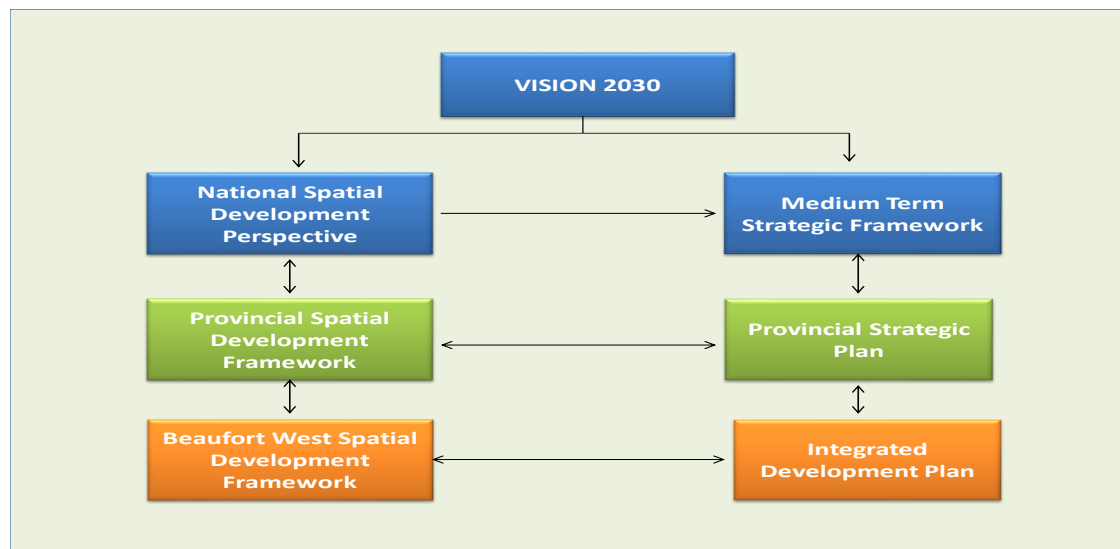 VISION 2030
National Spatial
Development
Perspective
Medium Term
Strategic Framework
Provincial Spatial
Development
Framework
Provincial Strategic
Plan
Beaufort West Spatial
Development
Framework
Integrated
Development Plan